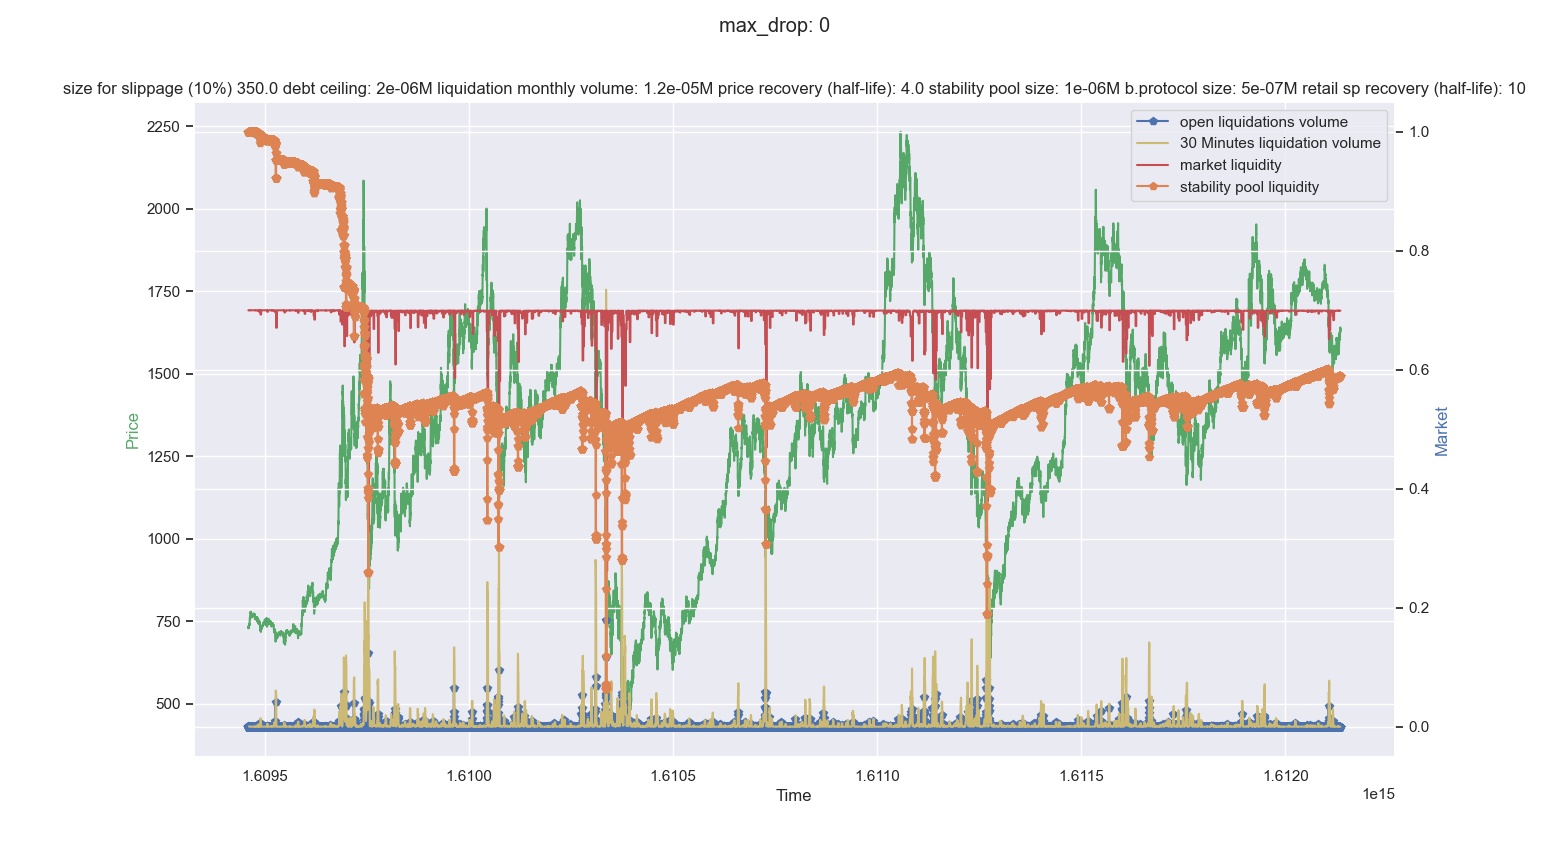 max_drop: 0
size for slippage (10%) 350.0 debt ceiling: 2e-06M liquidation monthly volume: 1.2e-05M price recovery (half-life): 4.0 stability pool size: 1e-06M b.protocol size: 5e-07M retail sp recovery (half-life): 10
open liquidations volume
30 Minutes liquidation volume
market liquidity
stability pool liquidity
2250
2000
1750
1500
1250
1000
750
500
Price
1.0
0.8
0.6
0.4
0.2
0.0
Market
1.6095
1.6100
1.6105
1.6110
1.6115
1.6120
1e15
Time